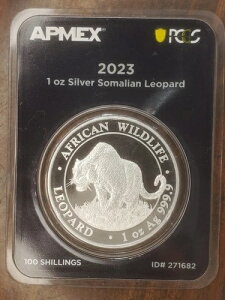 APMEX
PCGS
2023
1 oz Silver Somalian Leopard
AFRICAN WILDLIFE
LEOPARD • 1 oz Ag 999.9
100 SHILLINGS
ID# 271682